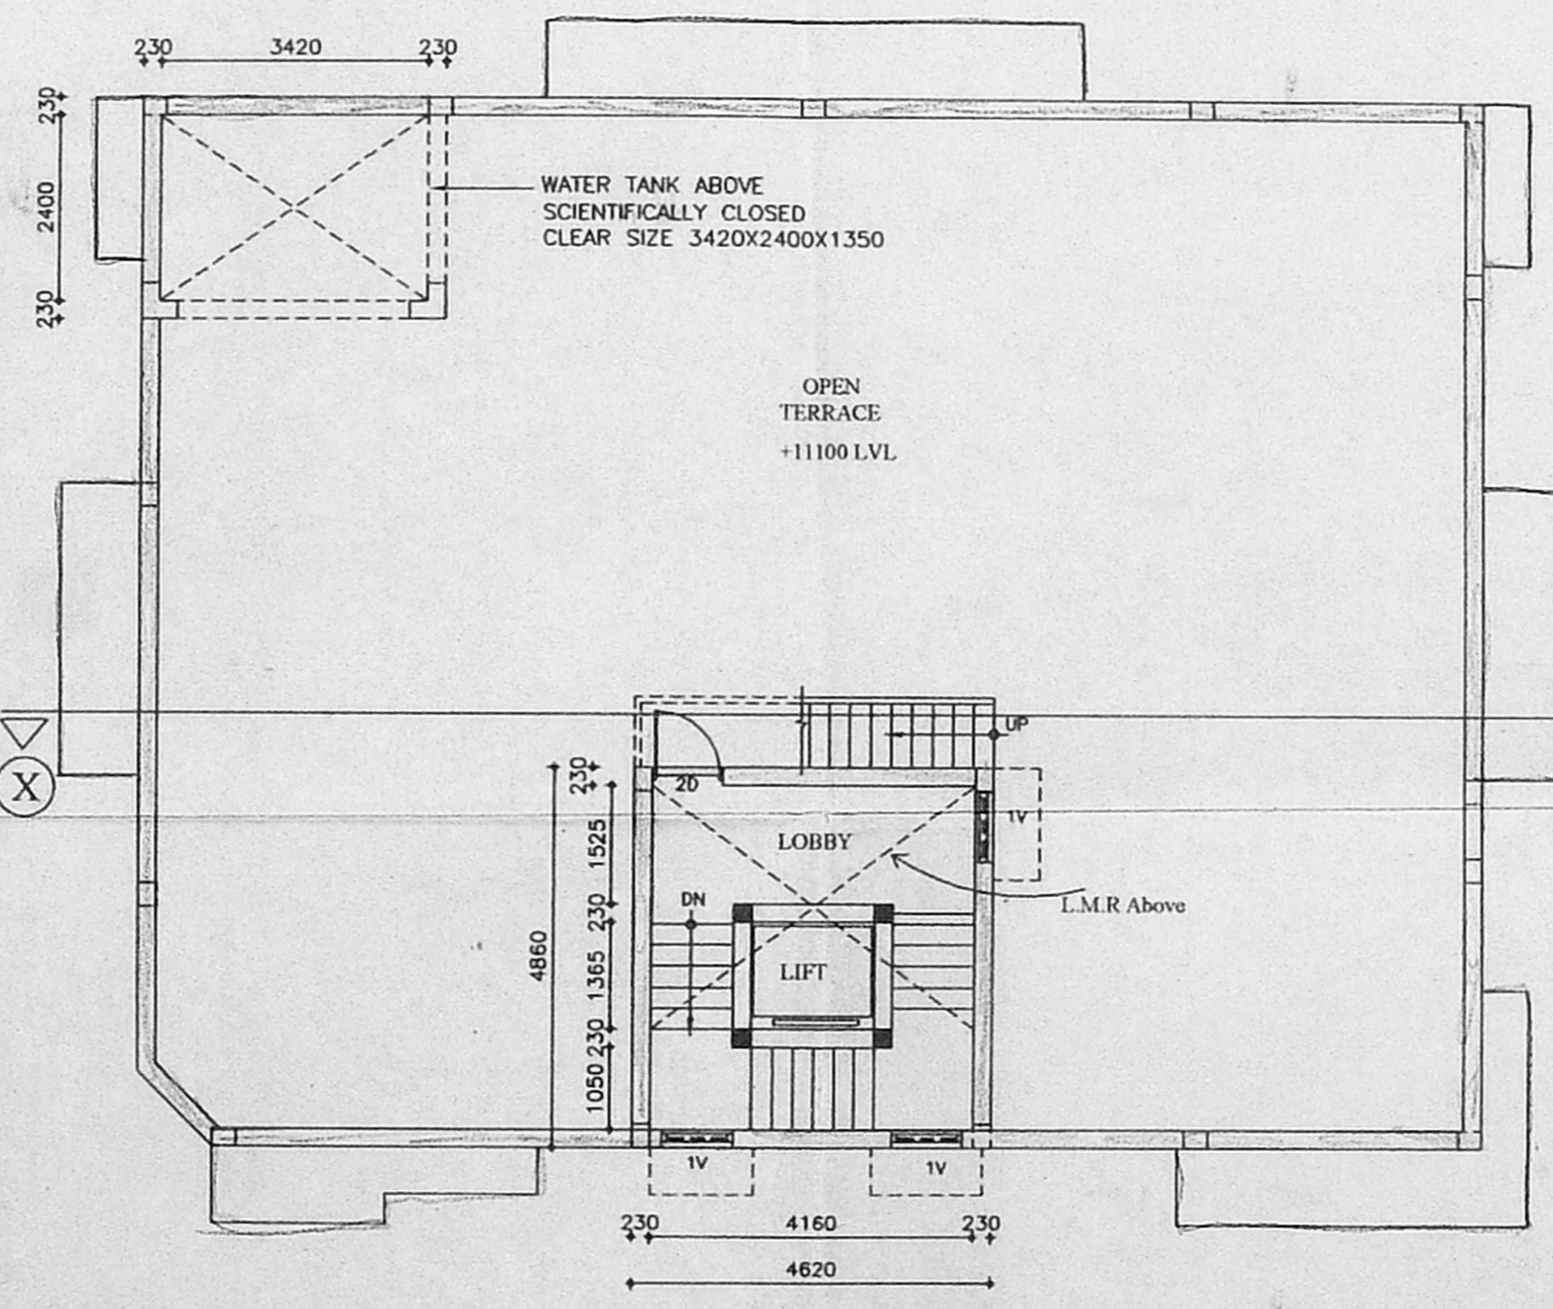 230 3420 230
230
2400
230
WATER TANK ABOVE
SCIENTIFICALLY CLOSED
CLEAR SIZE 3420X2400X1350
OPEN
TERRACE
+11100 LVL
UP
X
2D
230
1525
230
1365
230
1050
4860
LOBBY
1V
DN
L.M.R Above
LIFT
1V
1V
230 4160 230
4620